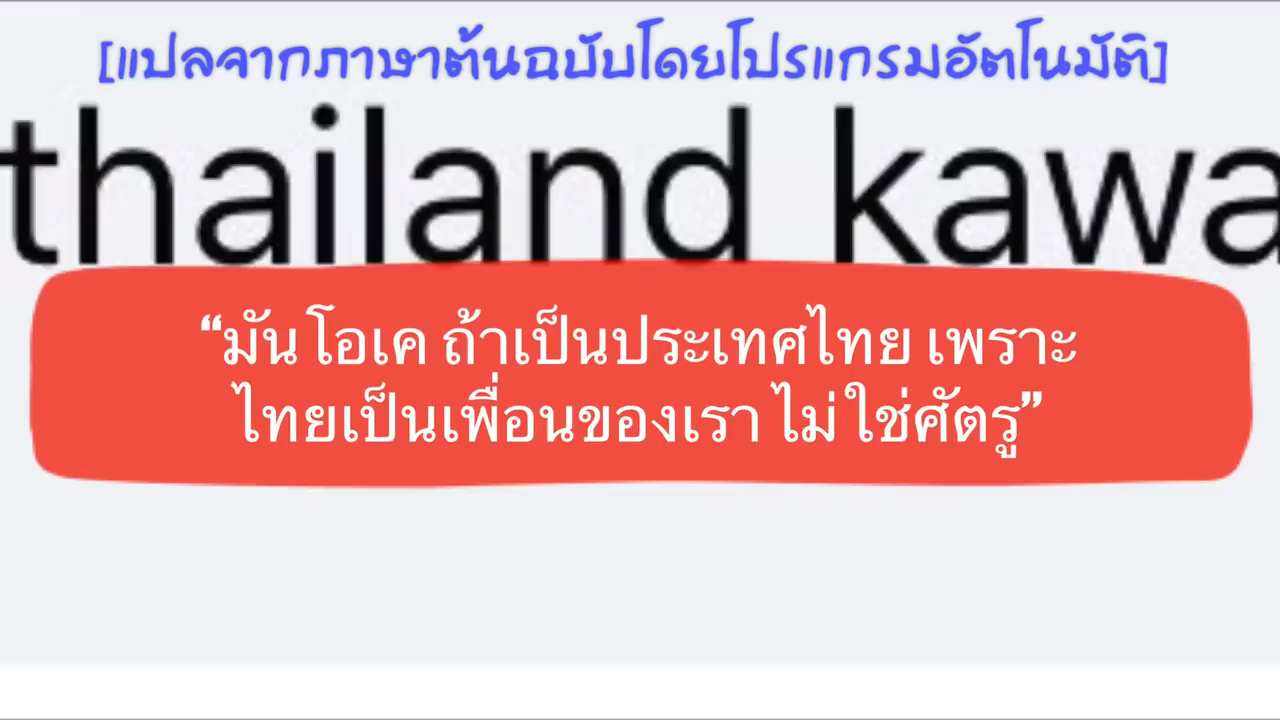 [แปลจากภาษาต้นฉบับโดยโปรแกรมอัตโนมัติ]
thailand kawa
“มันโอเค ถ้าเป็นประเทศไทย เพราะ
ไทยเป็นเพื่อนของเรา ไม่ใช่ศัตรู”